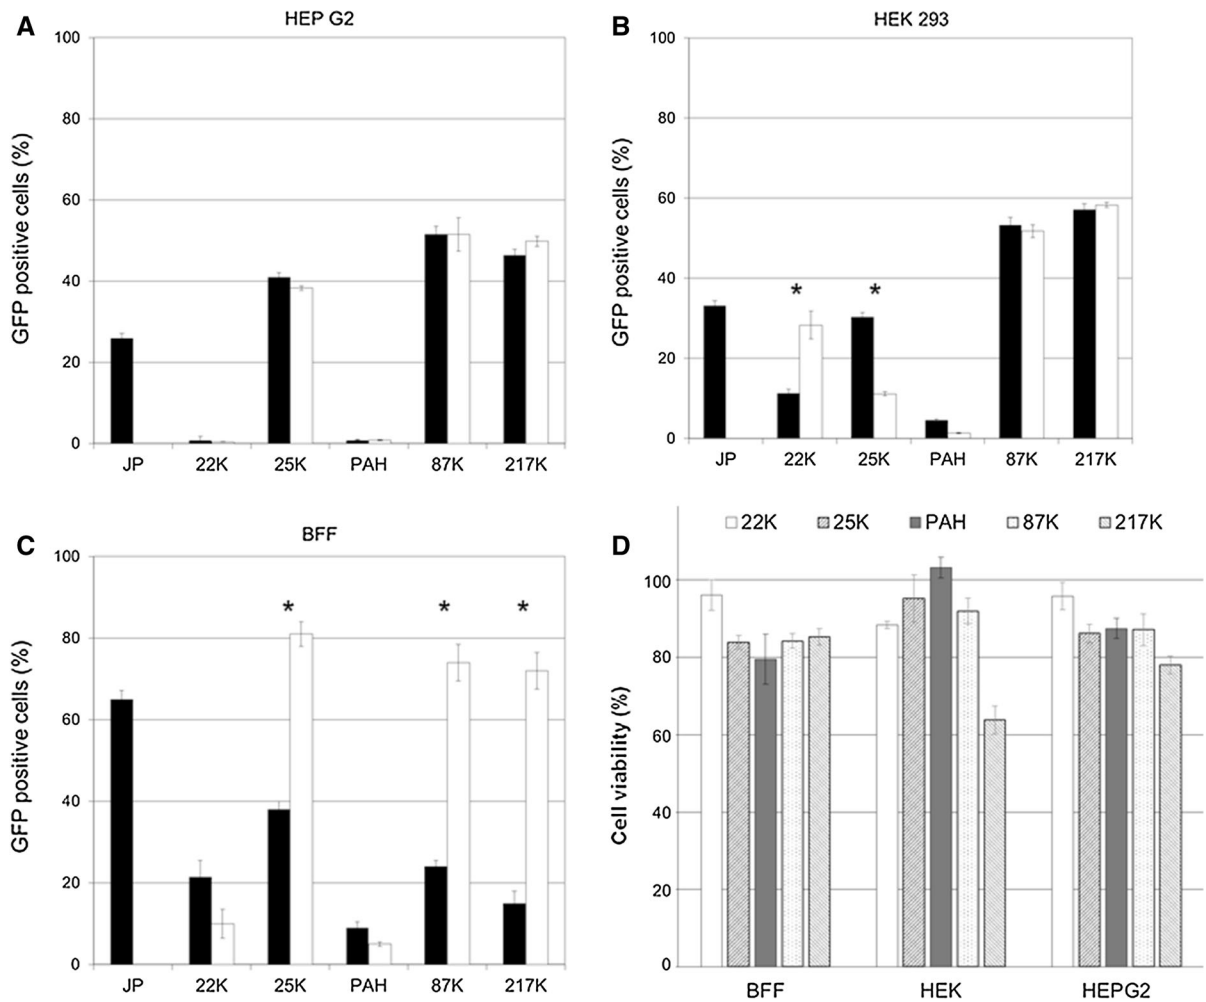 A
HEP G2
GFP positive cells (%)
100
80
60
40
20
0
JP 22K 25K PAH 87K 217K
B
HEK 293
GFP positive cells (%)
100
80
60
40
20
0
* *
JP 22K 25K PAH 87K 217K
C
BFF
GFP positive cells (%)
100
80
60
40
20
0
* * *
JP 22K 25K PAH 87K 217K
D
22K 25K PAH 87K 217K
Cell viability (%)
100
80
60
40
20
0
BFF HEK HEPG2